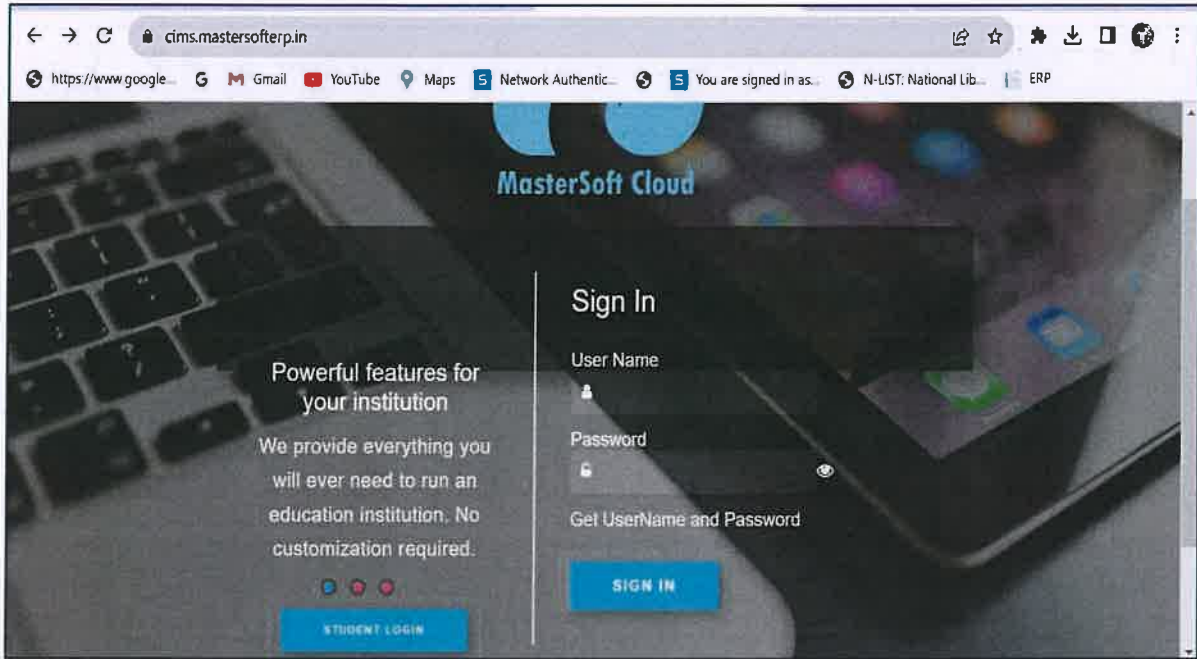 cims.mastersofterp.in
https://www.google... G Gmail YouTube Maps S Network Authentic... S You are signed in as... N-LIST: National Lib... ERP
MasterSoft Cloud
Powerful features for
your institution
We provide everything you
will ever need to run an
education institution. No
customization required.
STUDENT LOGIN
Sign In
User Name
Password
Get UserName and Password
SIGN IN